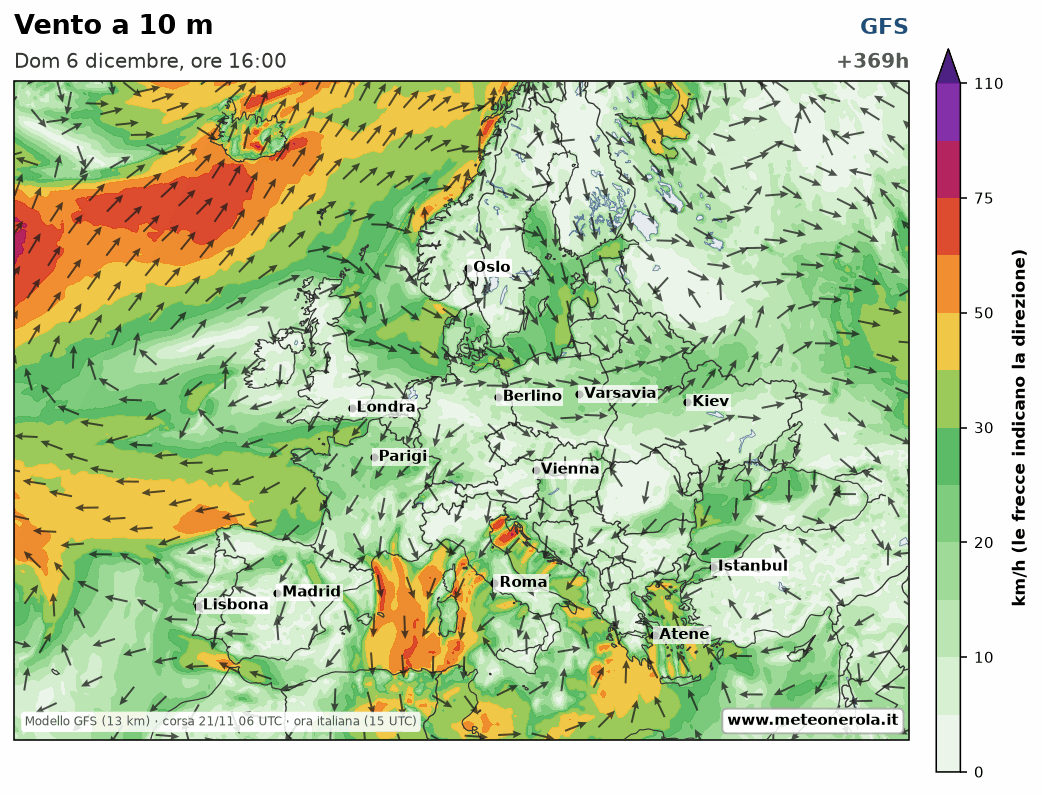 Vento a 10 m
GFS
Dom 6 dicembre, ore 16:00
+369h
110
75
50
30
20
10
0
km/h (le frecce indicano la direzione)
Oslo
Berlino
Varsavia
Kiev
Londra
Parigi
Vienna
Istanbul
Roma
Madrid
Lisbona
Atene
Modello GFS (13 km) · corsa 21/11 06 UTC · ora italiana (15 UTC)
www.meteonerola.it